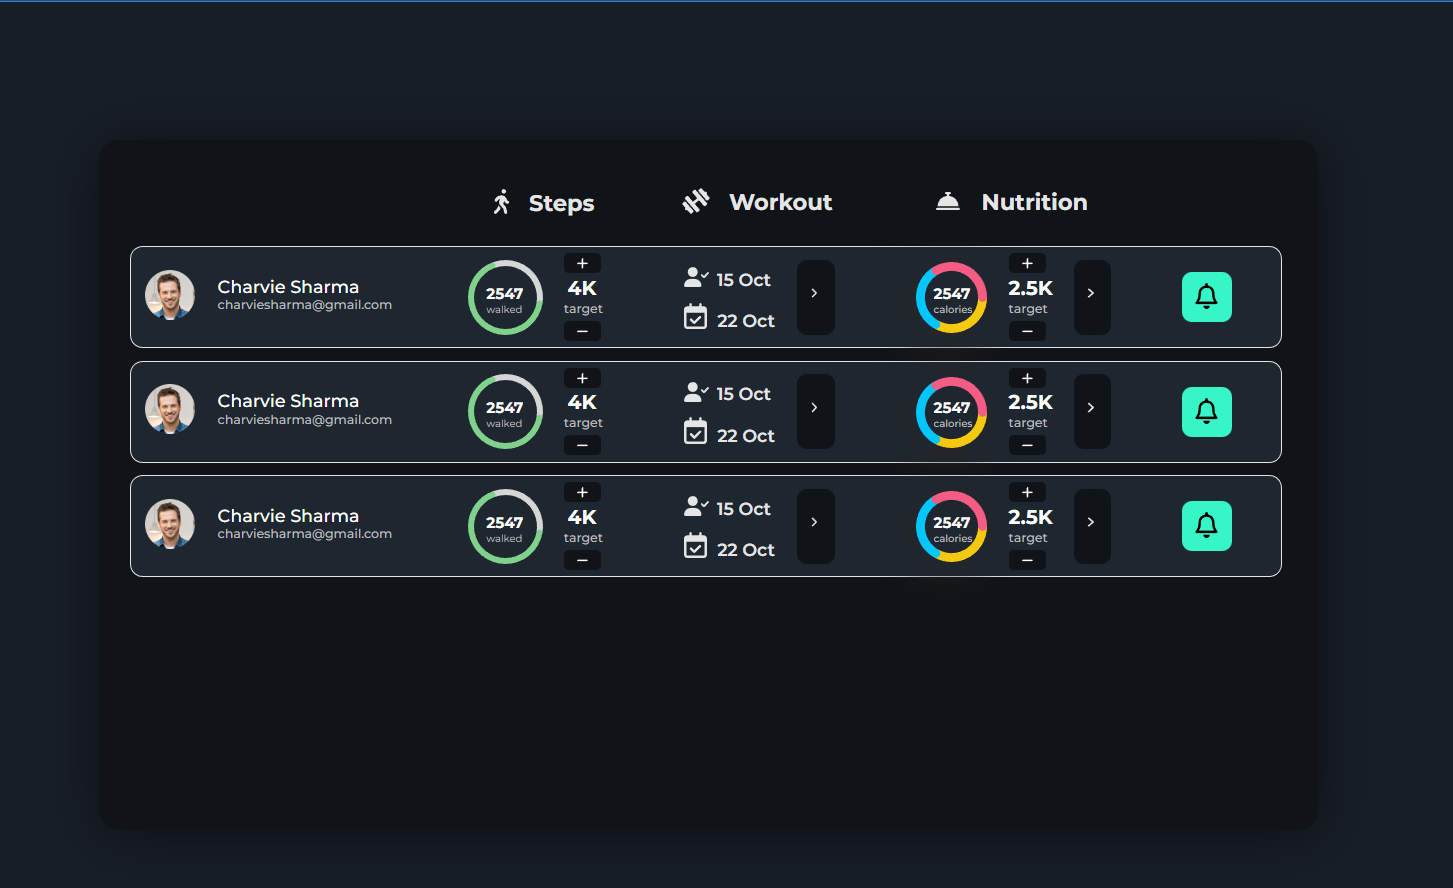 Steps Workout Nutrition
Charvie Sharma
charviesharma@gmail.com
2547
walked
+
4K
target
−
15 Oct
22 Oct
>
2547
calories
+
2.5K
target
−
>
Charvie Sharma
charviesharma@gmail.com
2547
walked
+
4K
target
−
15 Oct
22 Oct
>
2547
calories
+
2.5K
target
−
>
Charvie Sharma
charviesharma@gmail.com
2547
walked
+
4K
target
−
15 Oct
22 Oct
>
2547
calories
+
2.5K
target
−
>